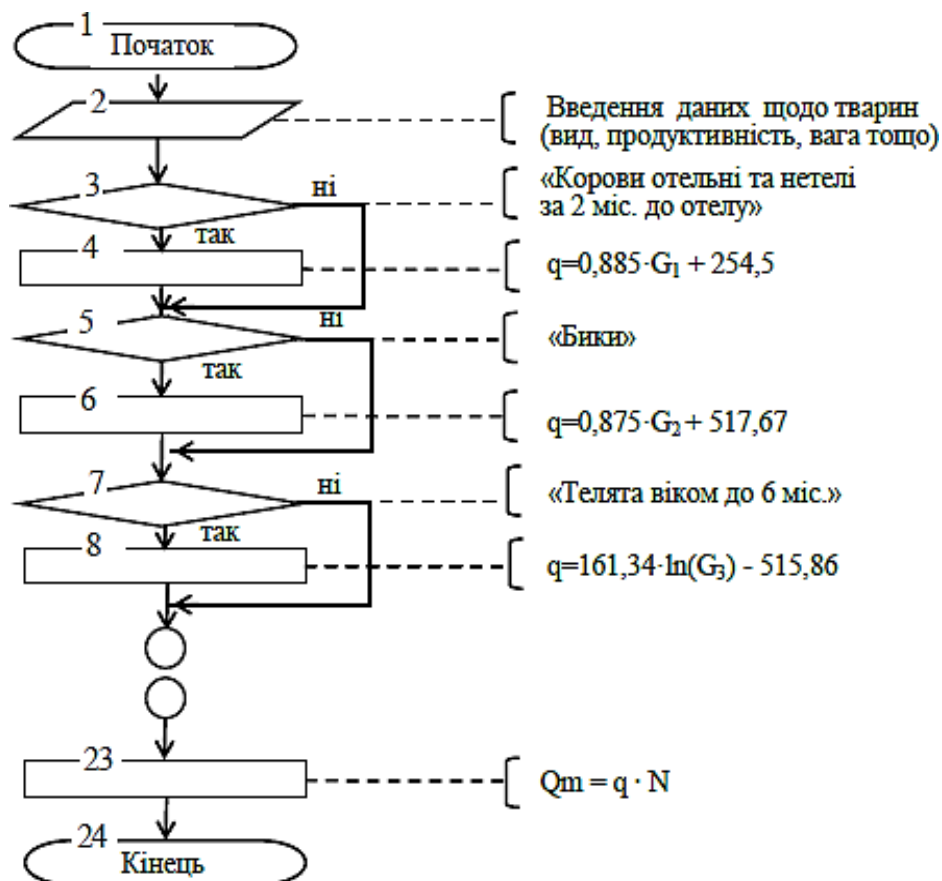 1
Початок
2
Введення даних щодо тварин
(вид, продуктивність, вага тощо)
3
ні
«Корови отельні та нетелі
за 2 міс. до отелу»
так
4
q=0,885·G₁ + 254,5
5
ні
«Бики»
так
6
q=0,875·G₂ + 517,67
7
ні
«Телята віком до 6 міс.»
так
8
q=161,34·ln(G₃) - 515,86
23
Qm = q · N
24
Кінець